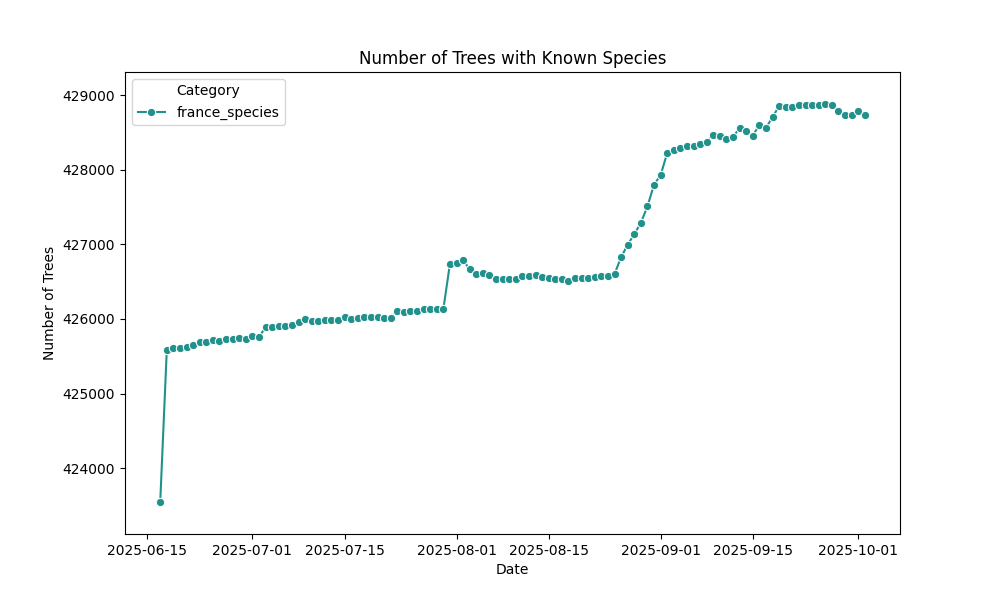 Number of Trees with Known Species
Category
france_species
429000
428000
427000
426000
425000
424000
Number of Trees
2025-06-15
2025-07-01
2025-07-15
2025-08-01
2025-08-15
2025-09-01
2025-09-15
2025-10-01
Date